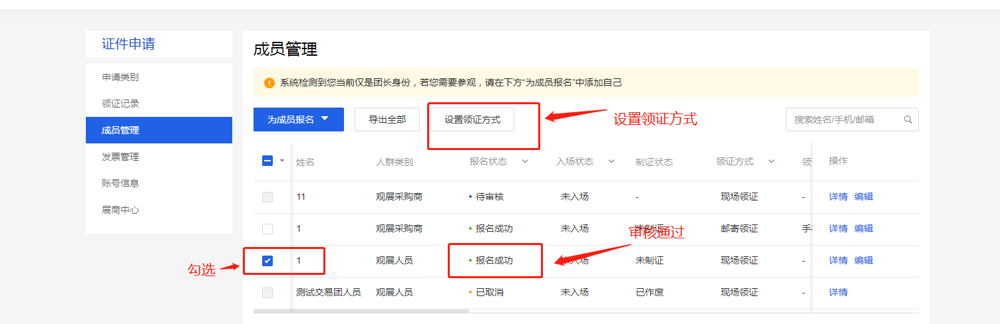 证件申请
申请类别
领证记录
成员管理
发票管理
账号信息
展商中心
成员管理
系统检测到您当前仅是团长身份，若您需要参观，请在下方“为成员报名”中添加自己
为成员报名 导出全部 设置领证方式 设置领证方式 搜索姓名/手机/邮箱
姓名 人群类别 报名状态 入场状态 制证状态 领证方式 领 操作
11 观展采购商 待审核 未入场 - 现场领证 - 详情 编辑
1 观展采购商 报名成功 未入场 未制证 邮寄领证 手 详情 编辑
审核通过
勾选 1 观展人员 报名成功 未入场 未制证 现场领证 - 详情 编辑
测试交易团人员 观展人员 已取消 未入场 已作废 现场领证 - 详情